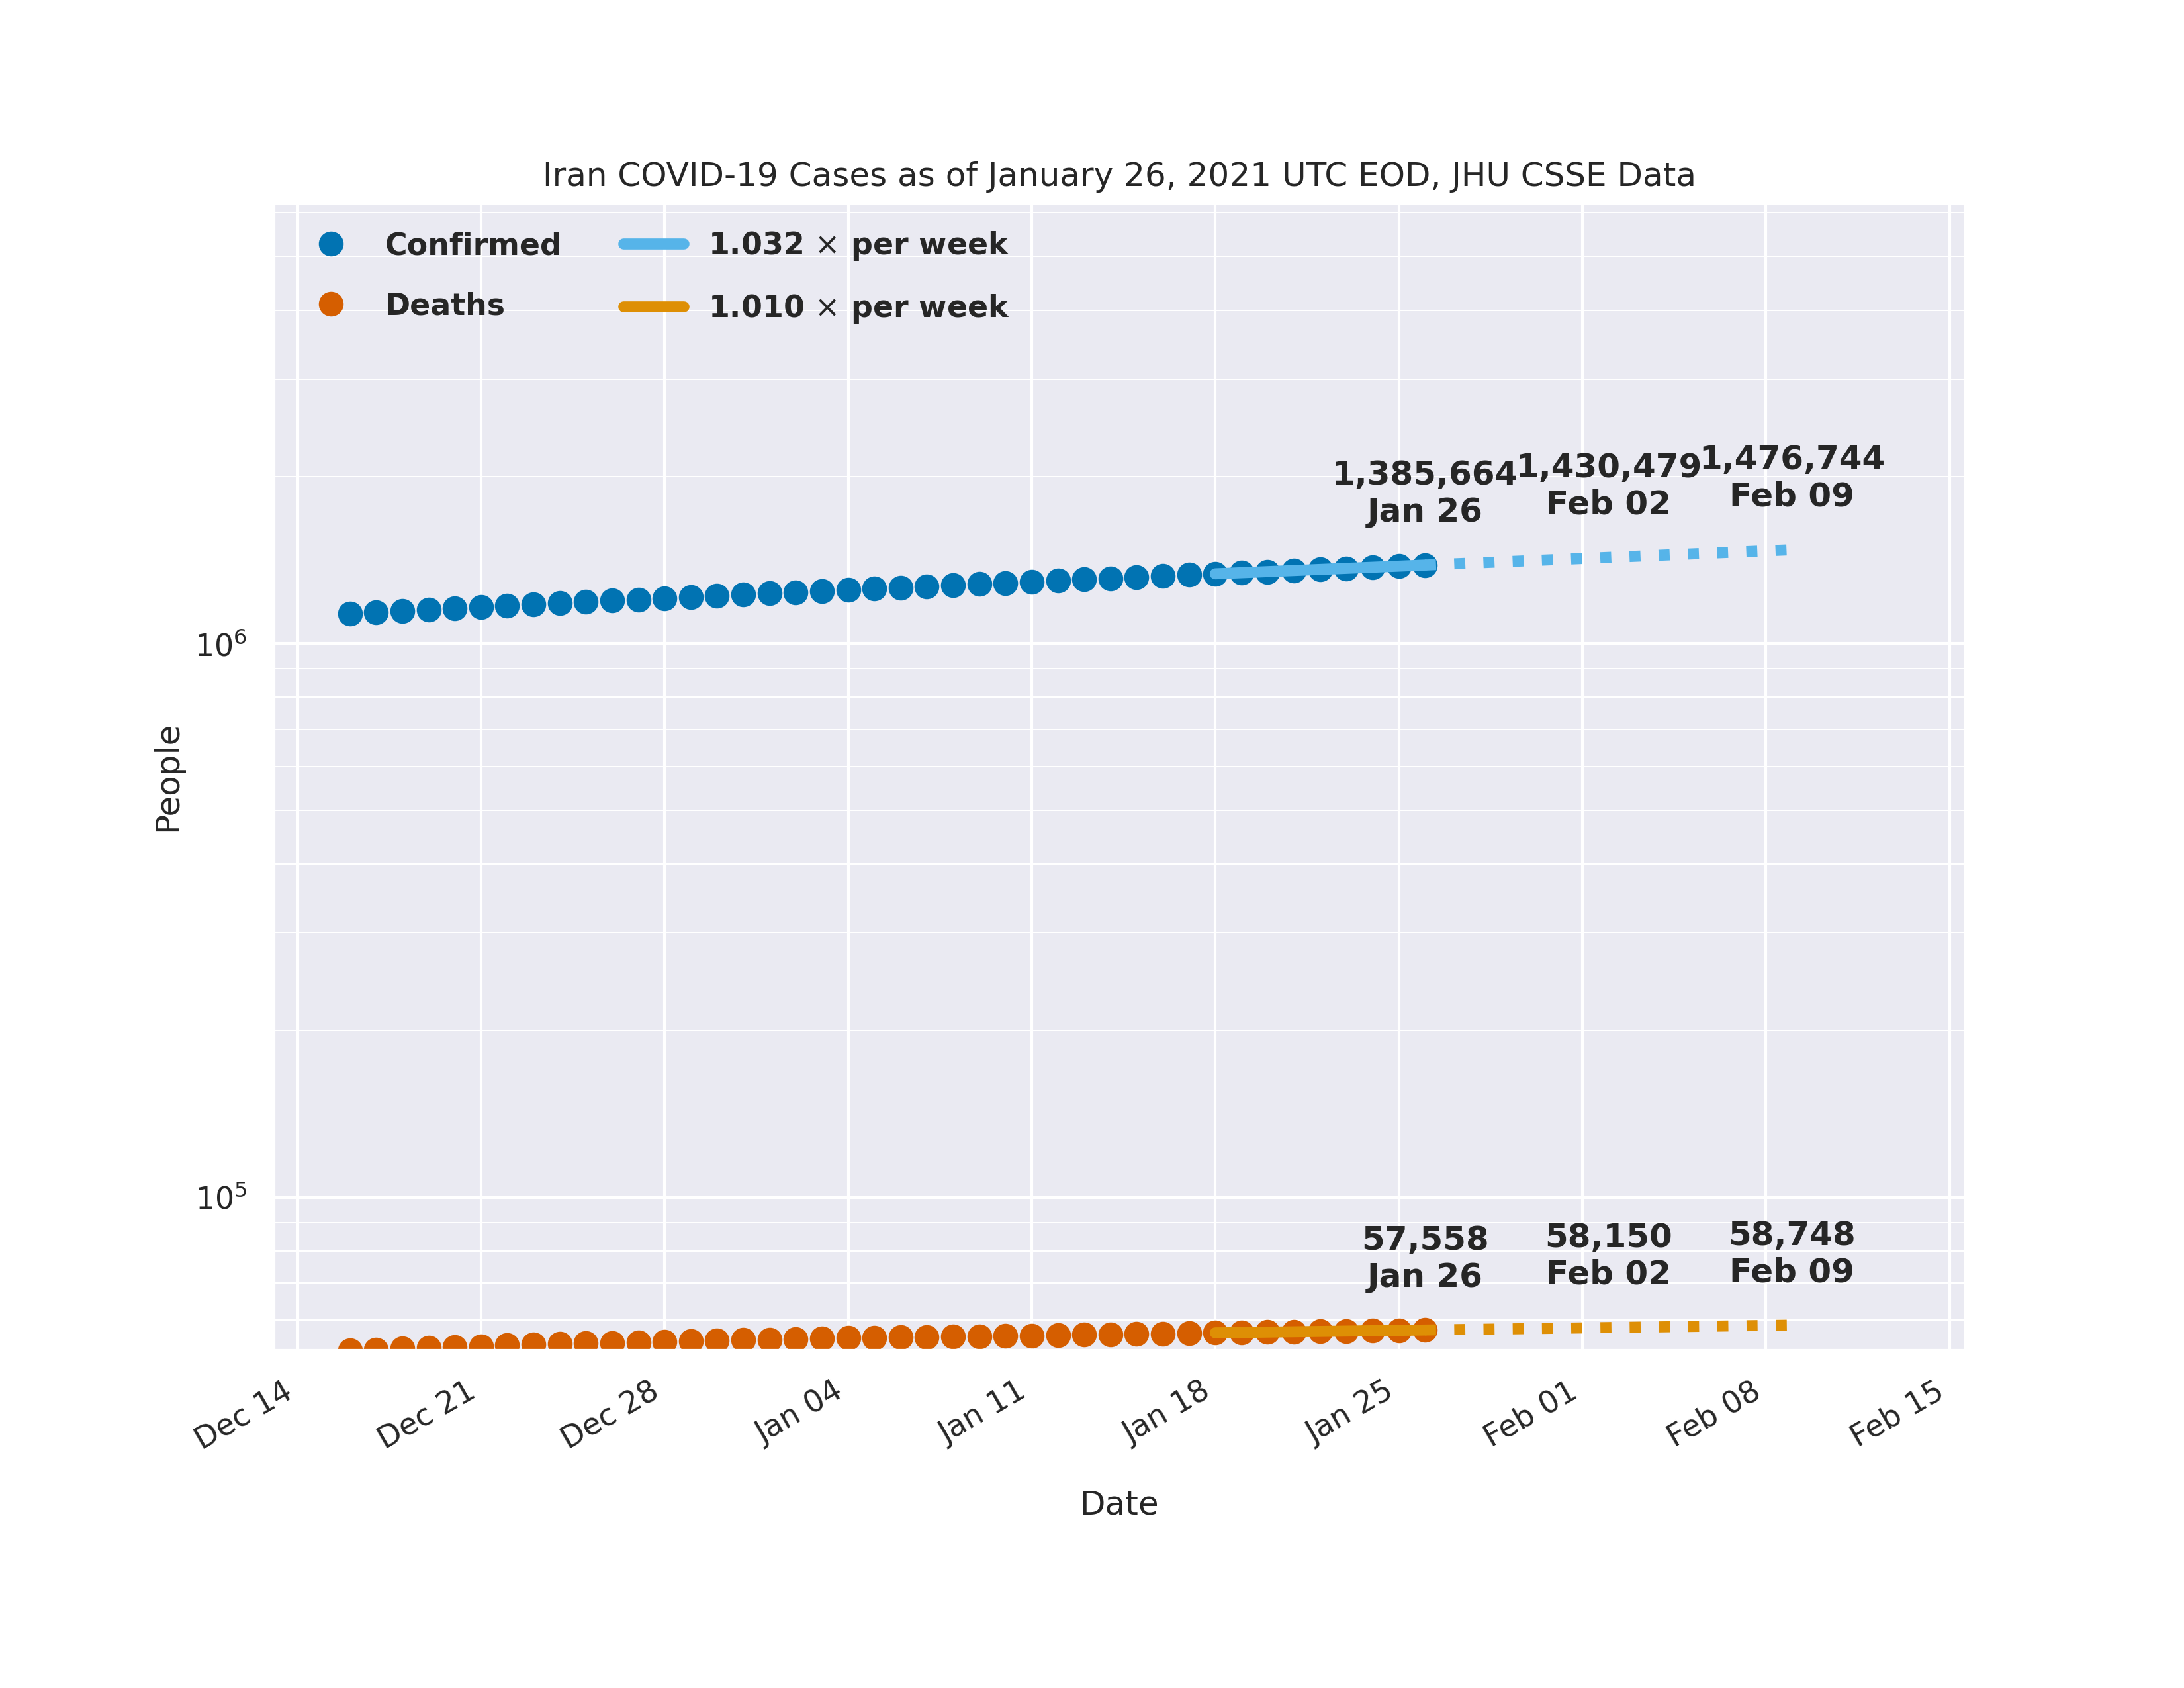 Iran COVID-19 Cases as of January 26, 2021 UTC EOD, JHU CSSE Data
Confirmed
1.032 × per week
Deaths
1.010 × per week
1,385,664
Jan 26
1,430,479
Feb 02
1,476,744
Feb 09
10⁶
People
10⁵
57,558
Jan 26
58,150
Feb 02
58,748
Feb 09
Dec 14
Dec 21
Dec 28
Jan 04
Jan 11
Jan 18
Jan 25
Feb 01
Feb 08
Feb 15
Date